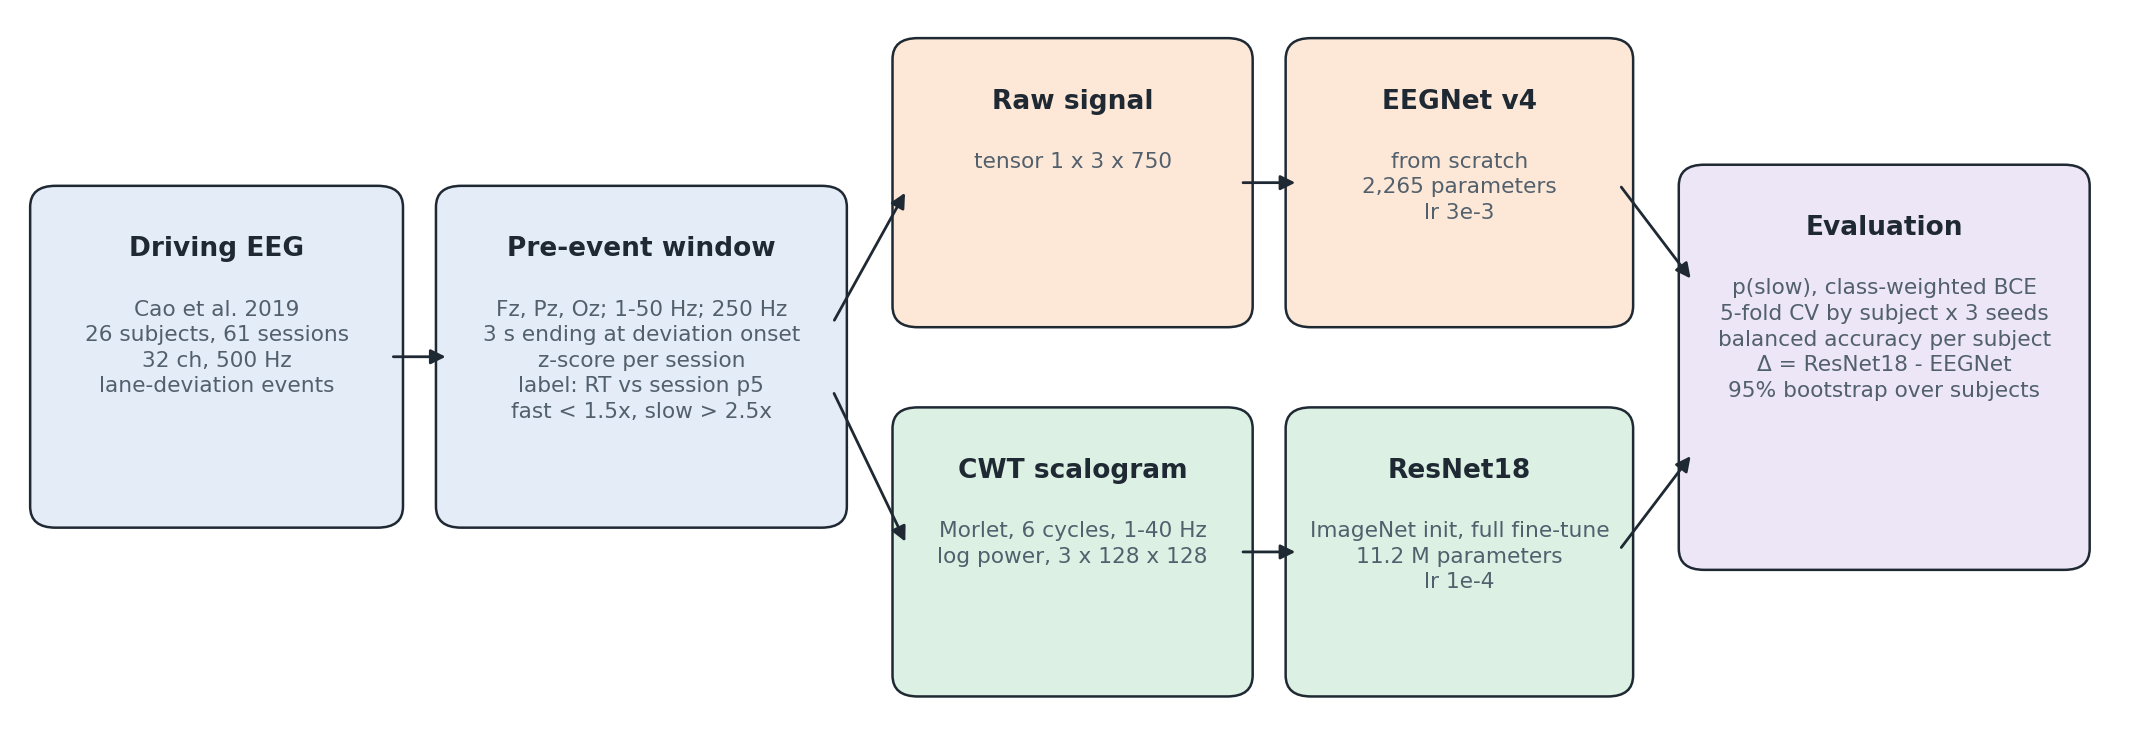 Driving EEG
Cao et al. 2019
26 subjects, 61 sessions
32 ch, 500 Hz
lane-deviation events
Pre-event window
Fz, Pz, Oz; 1-50 Hz; 250 Hz
3 s ending at deviation onset
z-score per session
label: RT vs session p5
fast < 1.5x, slow > 2.5x
Raw signal
tensor 1 x 3 x 750
EEGNet v4
from scratch
2,265 parameters
lr 3e-3
CWT scalogram
Morlet, 6 cycles, 1-40 Hz
log power, 3 x 128 x 128
ResNet18
ImageNet init, full fine-tune
11.2 M parameters
lr 1e-4
Evaluation
p(slow), class-weighted BCE
5-fold CV by subject x 3 seeds
balanced accuracy per subject
Δ = ResNet18 - EEGNet
95% bootstrap over subjects